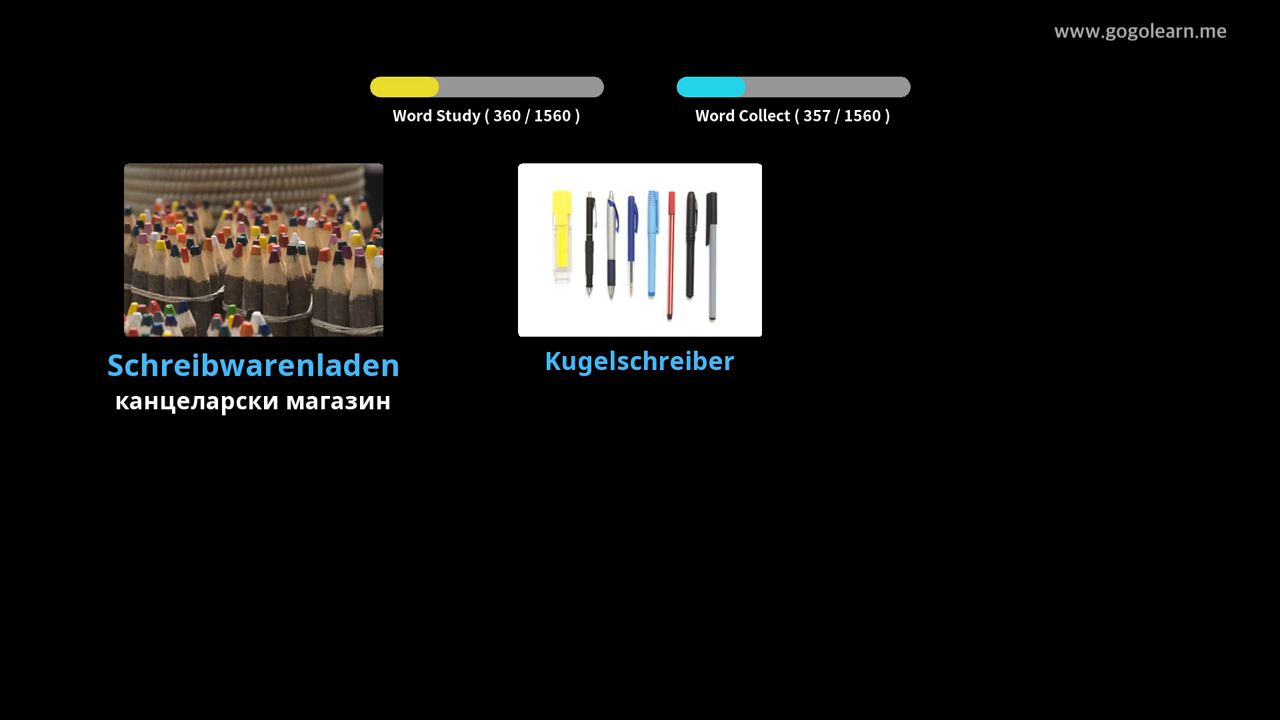 www.gogolearn.me
Word Study ( 360 / 1560 )
Word Collect ( 357 / 1560 )
Schreibwarenladen
канцеларски магазин
Kugelschreiber